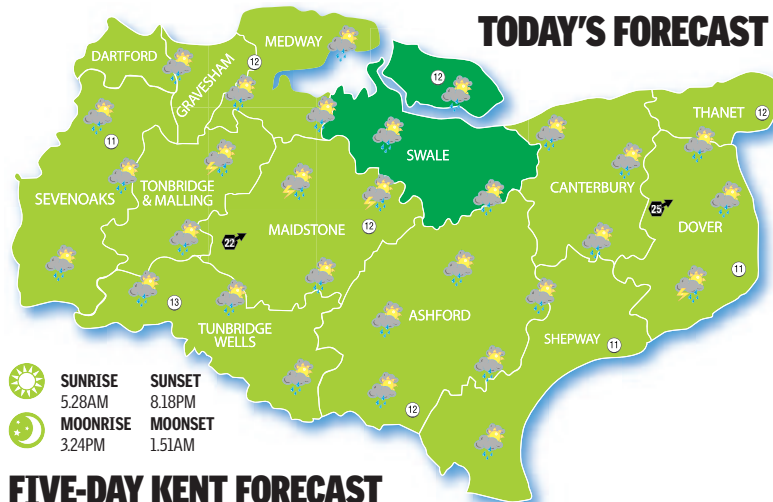 TODAY'S FORECAST
MEDWAY
DARTFORD
GRAVESHAM
12
12
THANET
12
11
SWALE
SEVENOAKS
TONBRIDGE
& MALLING
CANTERBURY
25
DOVER
22
MAIDSTONE
12
11
13
TUNBRIDGE
WELLS
ASHFORD
SHEPWAY
11
12
SUNRISE SUNSET
5.28AM 8.18PM
MOONRISE MOONSET
3.24PM 1.51AM
FIVE-DAY KENT FORECAST